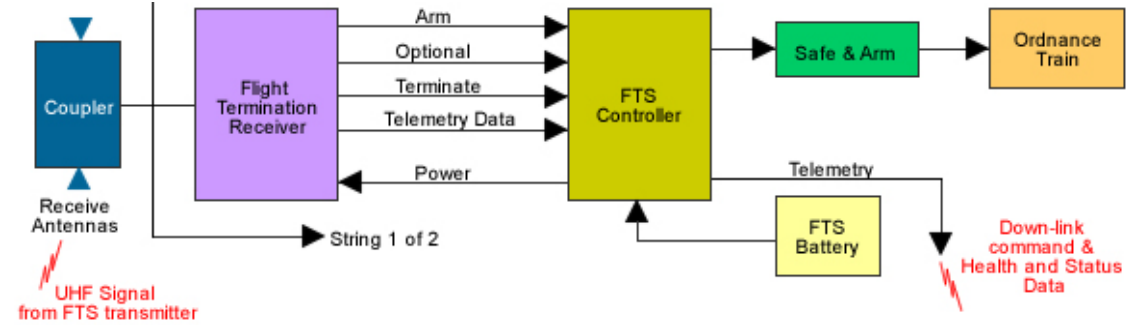 Coupler
Receive
Antennas
UHF Signal
from FTS transmitter
Flight
Termination
Receiver
Arm
Optional
Terminate
Telemetry Data
Power
String 1 of 2
FTS
Controller
Safe & Arm
Ordnance
Train
Telemetry
FTS
Battery
Down-link
command &
Health and Status
Data